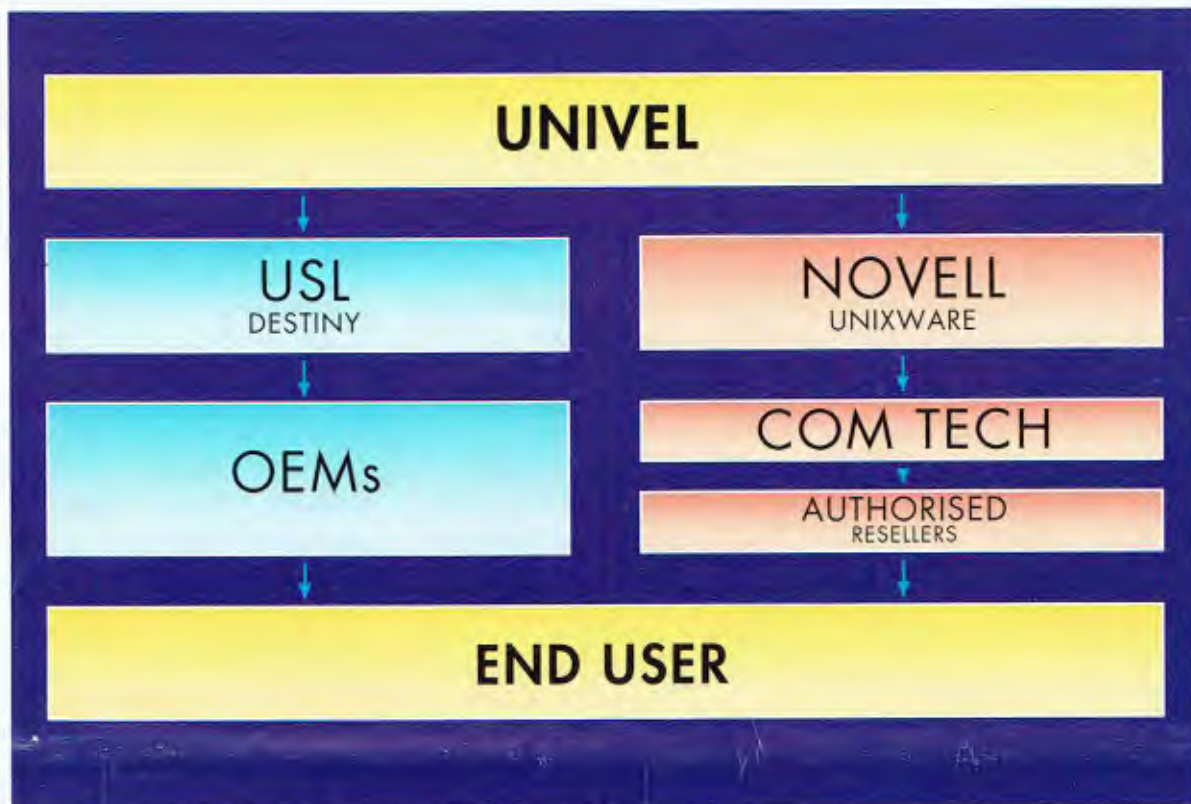 UNIVEL
USL
DESTINY
NOVELL
UNIXWARE
OEMs
COM TECH
AUTHORISED
RESELLERS
END USER